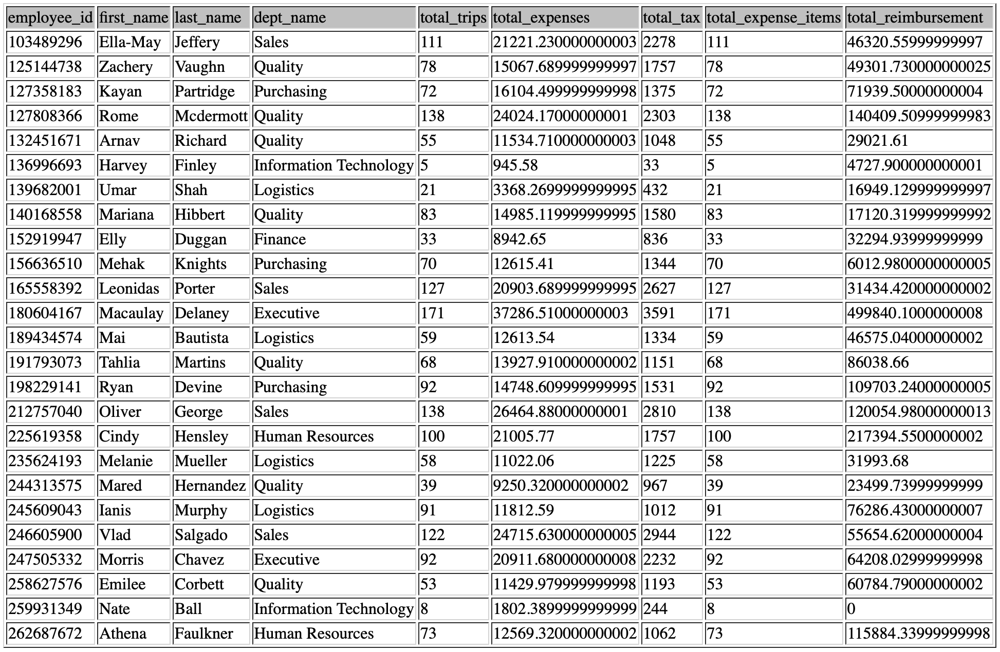 employee_id first_name last_name dept_name total_trips total_expenses total_tax total_expense_items total_reimbursement
103489296 Ella-May Jeffery Sales 111 21221.230000000003 2278 111 46320.55999999997
125144738 Zachery Vaughn Quality 78 15067.689999999997 1757 78 49301.730000000025
127358183 Kayan Partridge Purchasing 72 16104.499999999998 1375 72 71939.50000000004
127808366 Rome Mcdermott Quality 138 24024.17000000001 2303 138 140409.50999999983
132451671 Arnav Richard Quality 55 11534.710000000003 1048 55 29021.61
136996693 Harvey Finley Information Technology 5 945.58 33 5 4727.900000000001
139682001 Umar Shah Logistics 21 3368.2699999999995 432 21 16949.129999999997
140168558 Mariana Hibbert Quality 83 14985.119999999995 1580 83 17120.319999999992
152919947 Elly Duggan Finance 33 8942.65 836 33 32294.93999999999
156636510 Mehak Knights Purchasing 70 12615.41 1344 70 6012.9800000000005
165558392 Leonidas Porter Sales 127 20903.689999999995 2627 127 31434.420000000002
180604167 Macaulay Delaney Executive 171 37286.51000000003 3591 171 499840.1000000008
189434574 Mai Bautista Logistics 59 12613.54 1334 59 46575.04000000002
191793073 Tahlia Martins Quality 68 13927.910000000002 1151 68 86038.66
198229141 Ryan Devine Purchasing 92 14748.609999999995 1531 92 109703.24000000005
212757040 Oliver George Sales 138 26464.88000000001 2810 138 120054.98000000013
225619358 Cindy Hensley Human Resources 100 21005.77 1757 100 217394.5500000002
235624193 Melanie Mueller Logistics 58 11022.06 1225 58 31993.68
244313575 Mared Hernandez Quality 39 9250.320000000002 967 39 23499.73999999999
245609043 Ianis Murphy Logistics 91 11812.59 1012 91 76286.43000000007
246605900 Vlad Salgado Sales 122 24715.630000000005 2944 122 55654.62000000004
247505332 Morris Chavez Executive 92 20911.680000000008 2232 92 64208.02999999998
258627576 Emilee Corbett Quality 53 11429.979999999998 1193 53 60784.79000000002
259931349 Nate Ball Information Technology 8 1802.3899999999999 244 8 0
262687672 Athena Faulkner Human Resources 73 12569.320000000002 1062 73 115884.33999999998